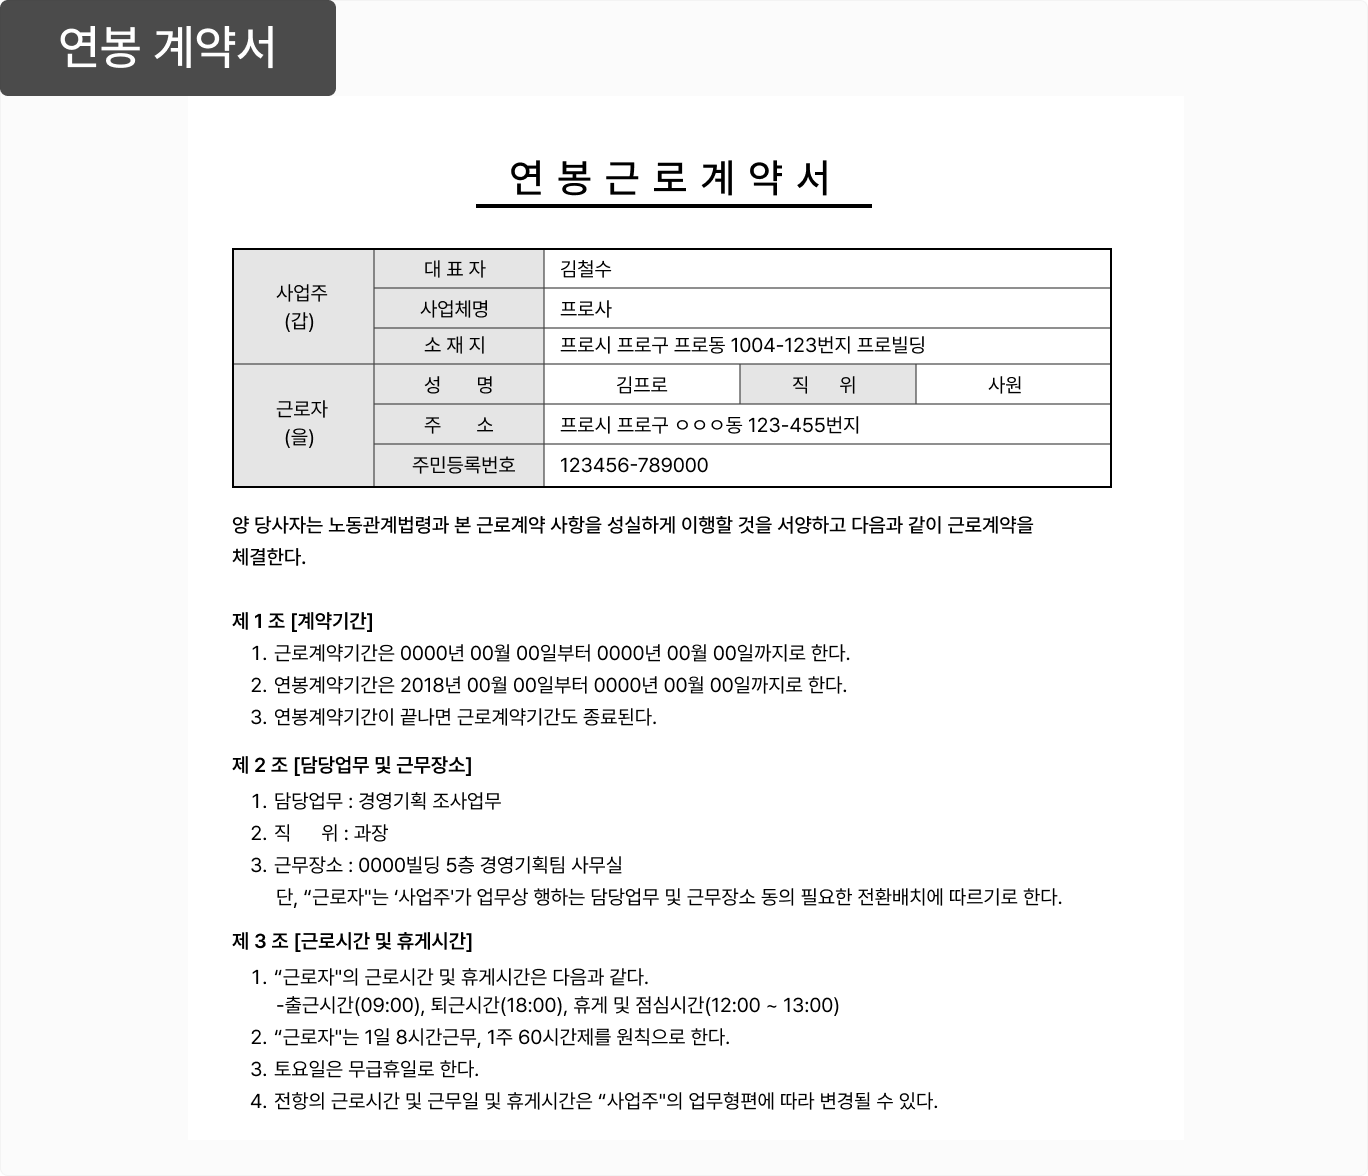 연봉 계약서
연 봉 근 로 계 약 서
사업주
(갑)
대 표 자 김철수
사업체명 프로사
소 재 지 프로시 프로구 프로동 1004-123번지 프로빌딩
근로자
(을)
성 명 김프로 직 위 사원
주 소 프로시 프로구 ㅇㅇㅇ동 123-455번지
주민등록번호 123456-789000
양 당사자는 노동관계법령과 본 근로계약 사항을 성실하게 이행할 것을 서양하고 다음과 같이 근로계약을
체결한다.
제 1 조 [계약기간]
1. 근로계약기간은 0000년 00월 00일부터 0000년 00월 00일까지로 한다.
2. 연봉계약기간은 2018년 00월 00일부터 0000년 00월 00일까지로 한다.
3. 연봉계약기간이 끝나면 근로계약기간도 종료된다.
제 2 조 [담당업무 및 근무장소]
1. 담당업무 : 경영기획 조사업무
2. 직 위 : 과장
3. 근무장소 : 0000빌딩 5층 경영기획팀 사무실
단, “근로자"는 ‘사업주'가 업무상 행하는 담당업무 및 근무장소 동의 필요한 전환배치에 따르기로 한다.
제 3 조 [근로시간 및 휴게시간]
1. “근로자"의 근로시간 및 휴게시간은 다음과 같다.
-출근시간(09:00), 퇴근시간(18:00), 휴게 및 점심시간(12:00 ~ 13:00)
2. “근로자"는 1일 8시간근무, 1주 60시간제를 원칙으로 한다.
3. 토요일은 무급휴일로 한다.
4. 전항의 근로시간 및 근무일 및 휴게시간은 “사업주"의 업무형편에 따라 변경될 수 있다.